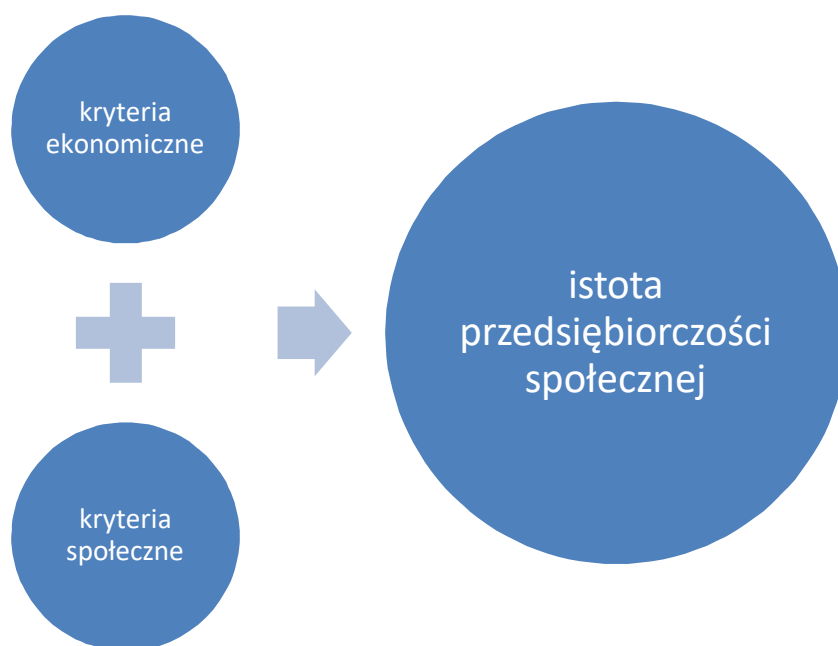 kryteria
ekonomiczne
kryteria
społeczne
istota
przedsiębiorczości
społecznej